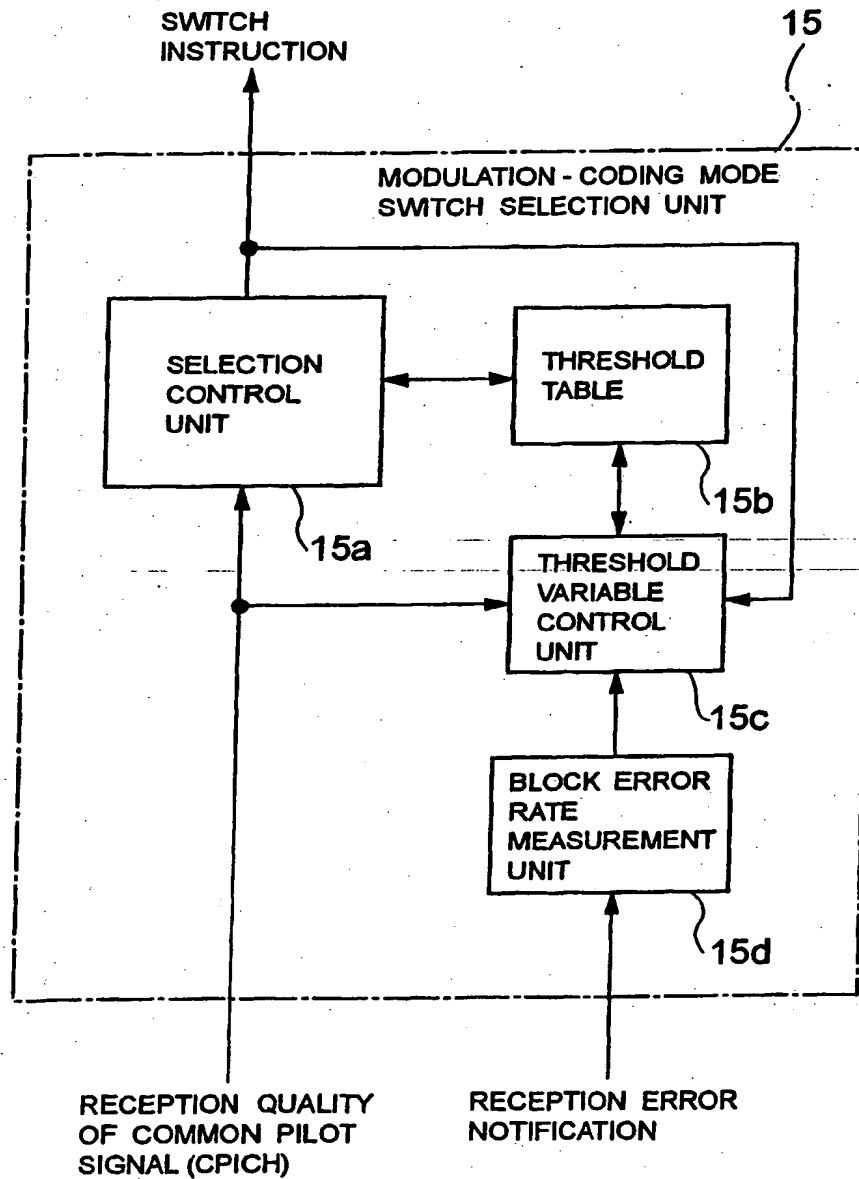 SWITCH
INSTRUCTION
15
MODULATION - CODING MODE
SWITCH SELECTION UNIT
SELECTION
CONTROL
UNIT
15a
THRESHOLD
TABLE
15b
THRESHOLD
VARIABLE
CONTROL
UNIT
15c
BLOCK ERROR
RATE
MEASUREMENT
UNIT
15d
RECEPTION QUALITY
OF COMMON PILOT
SIGNAL (CPICH)
RECEPTION ERROR
NOTIFICATION